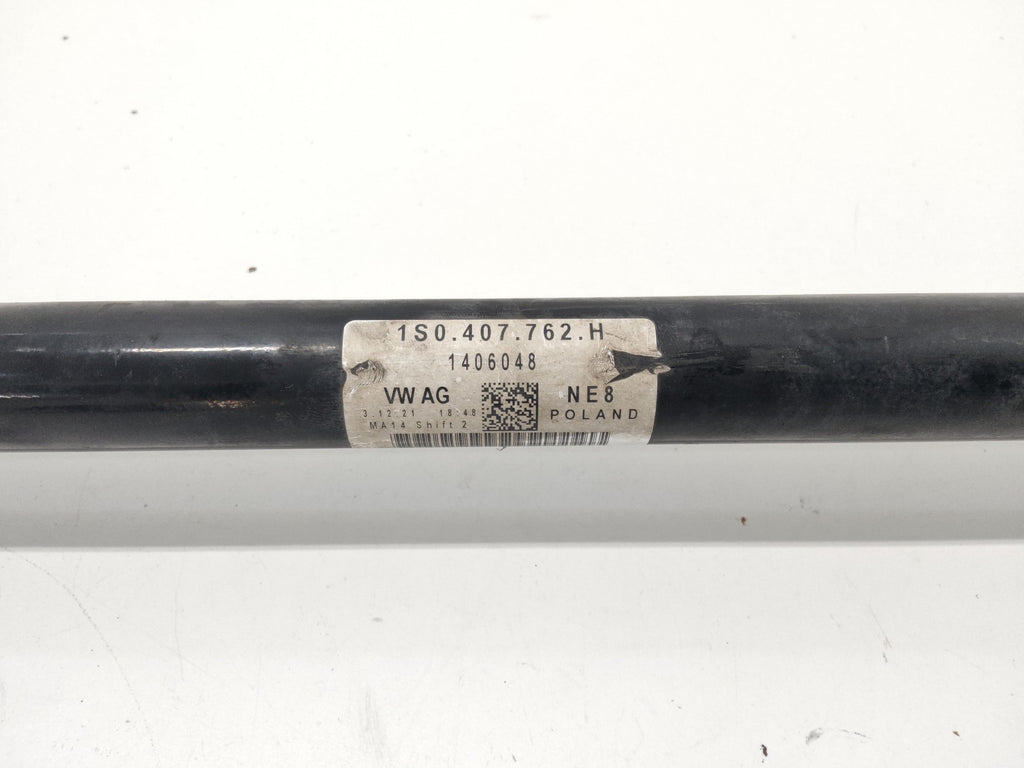 1S0.407.762.H
1406048
VW AG NE8
3.12.21 18:48 POLAND
MA14 Shift 2